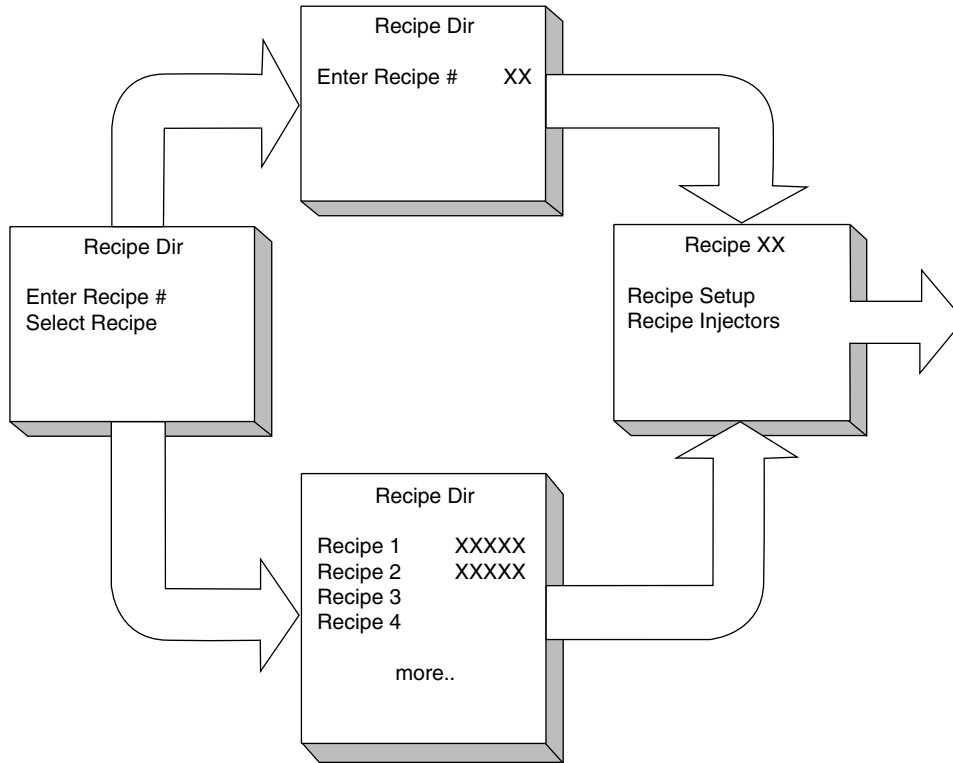 Recipe Dir
Enter Recipe # XX
Recipe Dir
Enter Recipe #
Select Recipe
Recipe XX
Recipe Setup
Recipe Injectors
Recipe Dir
Recipe 1 XXXXX
Recipe 2 XXXXX
Recipe 3
Recipe 4
more..